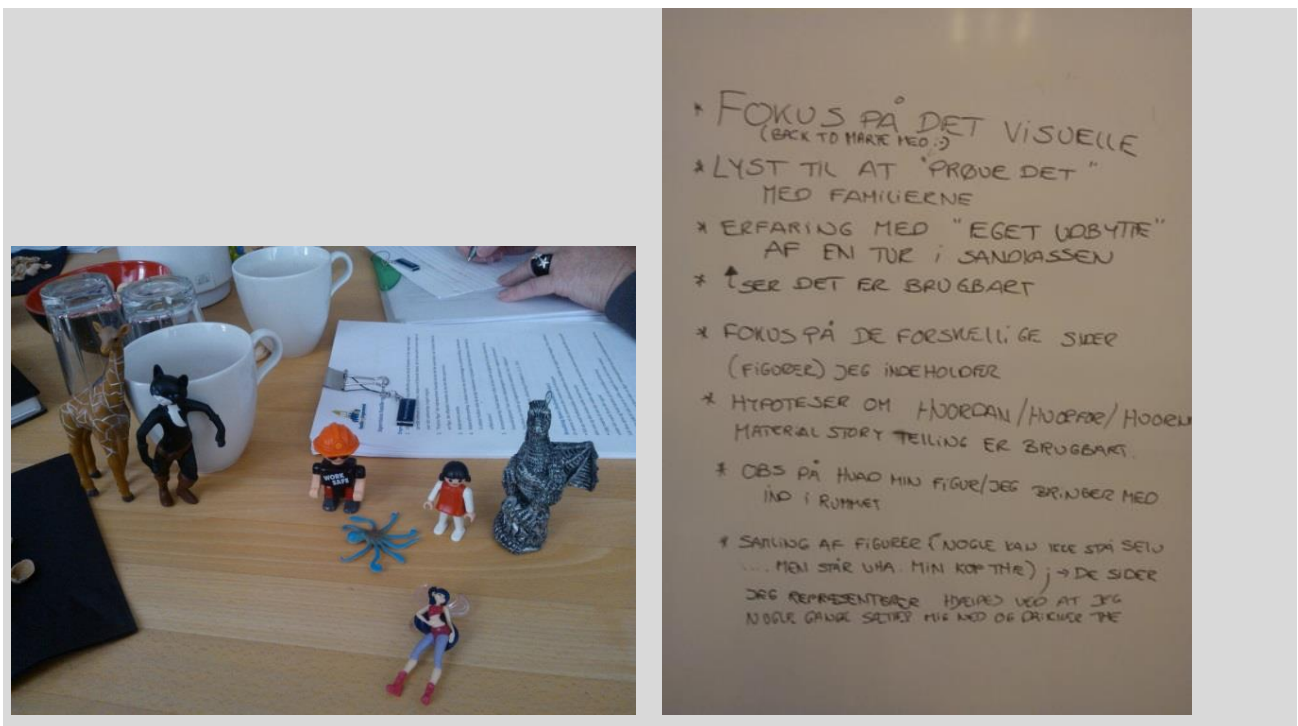 WORK
SAFE
* FOKUS PÅ DET VISUELLE
(BACK TO MARTE MEO :-)
* LYST TIL AT "PRØVE DET"
MED FAMILIERNE
* ERFARING MED "EGET UDBYTTE"
AF EN TUR i SANDKASSEN
* ↑SER DET ER BRUGBART
* FOKUS PÅ DE FORSKELLIGE SIDER
(FIGURER) JEG INDEHOLDER
* HYPOTESER OM HVORDAN/HVORFOR/HVORN
MATERIAL STORY TELLING ER BRUGBART.
* OBS PÅ HVAD MIN FIGUR/JEG BRINGER MED
IND i RUMMET
* SAMLING AF FIGURER (NOGLE KAN IKKE STÅ SELV
.... MEN STÅR VHA. MIN KOP THE) ; → DE SIDER
JEG REPRÆSENTERER HJÆLPES VED AT JEG
NOGLE GANGE SÆTTER MIG NED OG DRIKKER THE